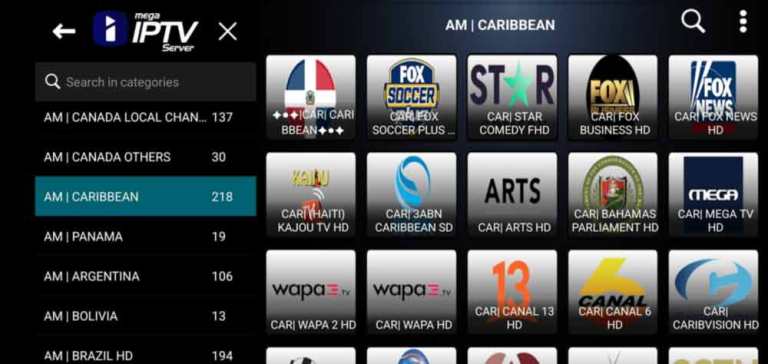 mega
IPTV
Server
AM | CARIBBEAN
Search in categories
AM | CANADA LOCAL CHAN... 137
AM | CANADA OTHERS 30
AM | CARIBBEAN 218
AM | PANAMA 19
AM | ARGENTINA 106
AM | BOLIVIA 13
AM | BRAZIL HD 194
✦●✦|CAR| CARI
BBEAN✦●✦
FOX
SOCCER
CAR| FOX
SOCCER PLUS ...
STAR
CAR| STAR
COMEDY FHD
FOX
CAR| FOX
BUSINESS HD
FOX
NEWS
CAR| FOX NEWS
HD
KAJOU
CAR| (HAITI)
KAJOU TV HD
CAR| 3ABN
CARIBBEAN SD
ARTS
CAR| ARTS HD
CAR| BAHAMAS
PARLIAMENT HD
MEGA
CAR| MEGA TV
HD
wapa TV
CAR| WAPA 2 HD
wapa TV
CAR| WAPA HD
13
CAR| CANAL 13
HD
6
CANAL
CAR| CANAL 6
HD
CAR|
CARIBVISION HD